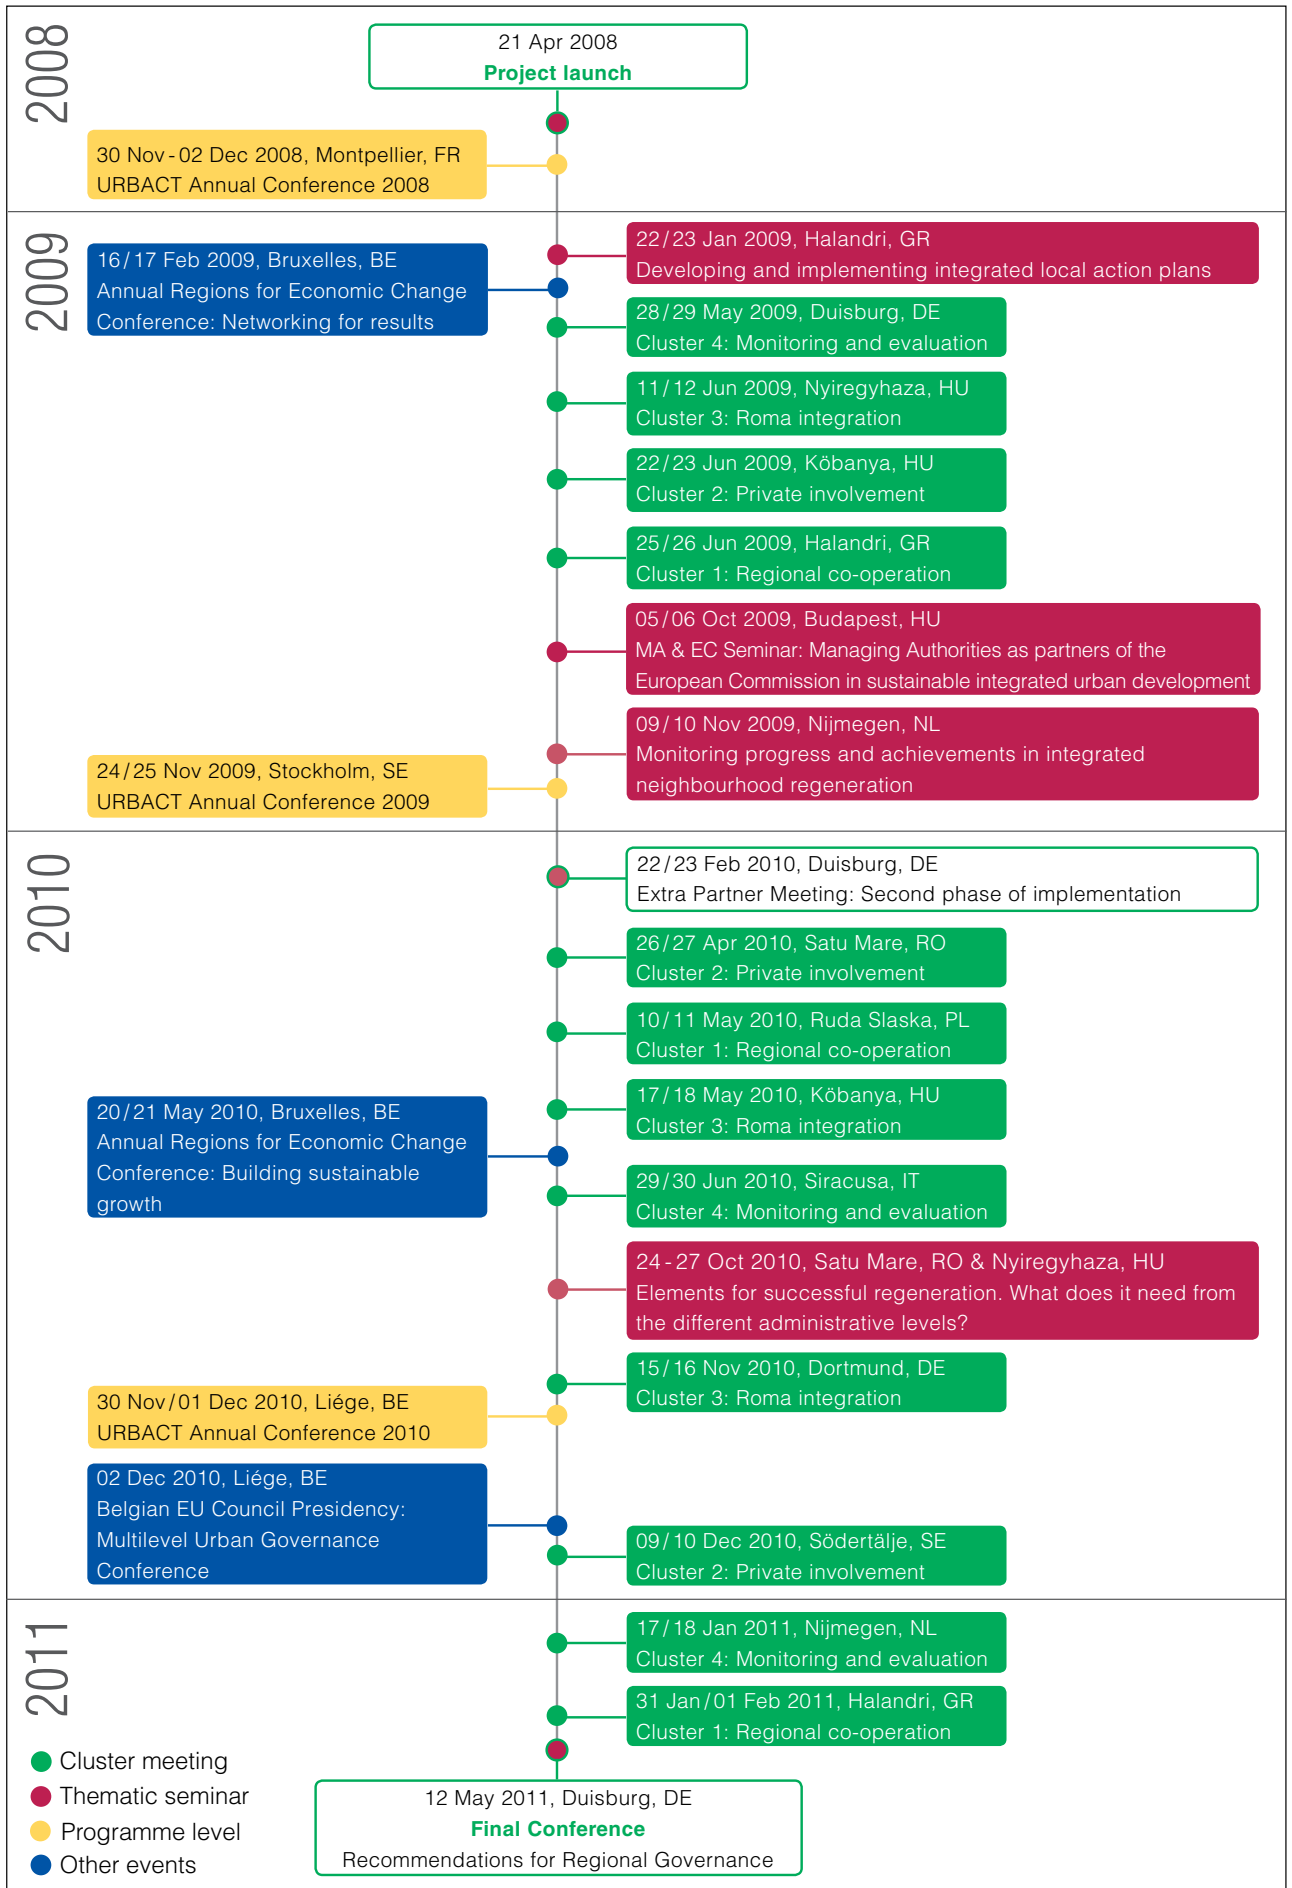 2008
21 Apr 2008
Project launch
30 Nov - 02 Dec 2008, Montpellier, FR
URBACT Annual Conference 2008
2009
22/23 Jan 2009, Halandri, GR
Developing and implementing integrated local action plans
16/17 Feb 2009, Bruxelles, BE
Annual Regions for Economic Change
Conference: Networking for results
28/29 May 2009, Duisburg, DE
Cluster 4: Monitoring and evaluation
11/12 Jun 2009, Nyiregyhaza, HU
Cluster 3: Roma integration
22/23 Jun 2009, Köbanya, HU
Cluster 2: Private involvement
25/26 Jun 2009, Halandri, GR
Cluster 1: Regional co-operation
05/06 Oct 2009, Budapest, HU
MA & EC Seminar: Managing Authorities as partners of the
European Commission in sustainable integrated urban development
09/10 Nov 2009, Nijmegen, NL
Monitoring progress and achievements in integrated
neighbourhood regeneration
24/25 Nov 2009, Stockholm, SE
URBACT Annual Conference 2009
2010
22/23 Feb 2010, Duisburg, DE
Extra Partner Meeting: Second phase of implementation
26/27 Apr 2010, Satu Mare, RO
Cluster 2: Private involvement
10/11 May 2010, Ruda Slaska, PL
Cluster 1: Regional co-operation
17/18 May 2010, Köbanya, HU
Cluster 3: Roma integration
20/21 May 2010, Bruxelles, BE
Annual Regions for Economic Change
Conference: Building sustainable
growth
29/30 Jun 2010, Siracusa, IT
Cluster 4: Monitoring and evaluation
24 - 27 Oct 2010, Satu Mare, RO & Nyiregyhaza, HU
Elements for successful regeneration. What does it need from
the different administrative levels?
15/16 Nov 2010, Dortmund, DE
Cluster 3: Roma integration
30 Nov/01 Dec 2010, Liége, BE
URBACT Annual Conference 2010
02 Dec 2010, Liége, BE
Belgian EU Council Presidency:
Multilevel Urban Governance
Conference
09/10 Dec 2010, Södertälje, SE
Cluster 2: Private involvement
2011
17/18 Jan 2011, Nijmegen, NL
Cluster 4: Monitoring and evaluation
31 Jan/01 Feb 2011, Halandri, GR
Cluster 1: Regional co-operation
12 May 2011, Duisburg, DE
Final Conference
Recommendations for Regional Governance
Cluster meeting
Thematic seminar
Programme level
Other events